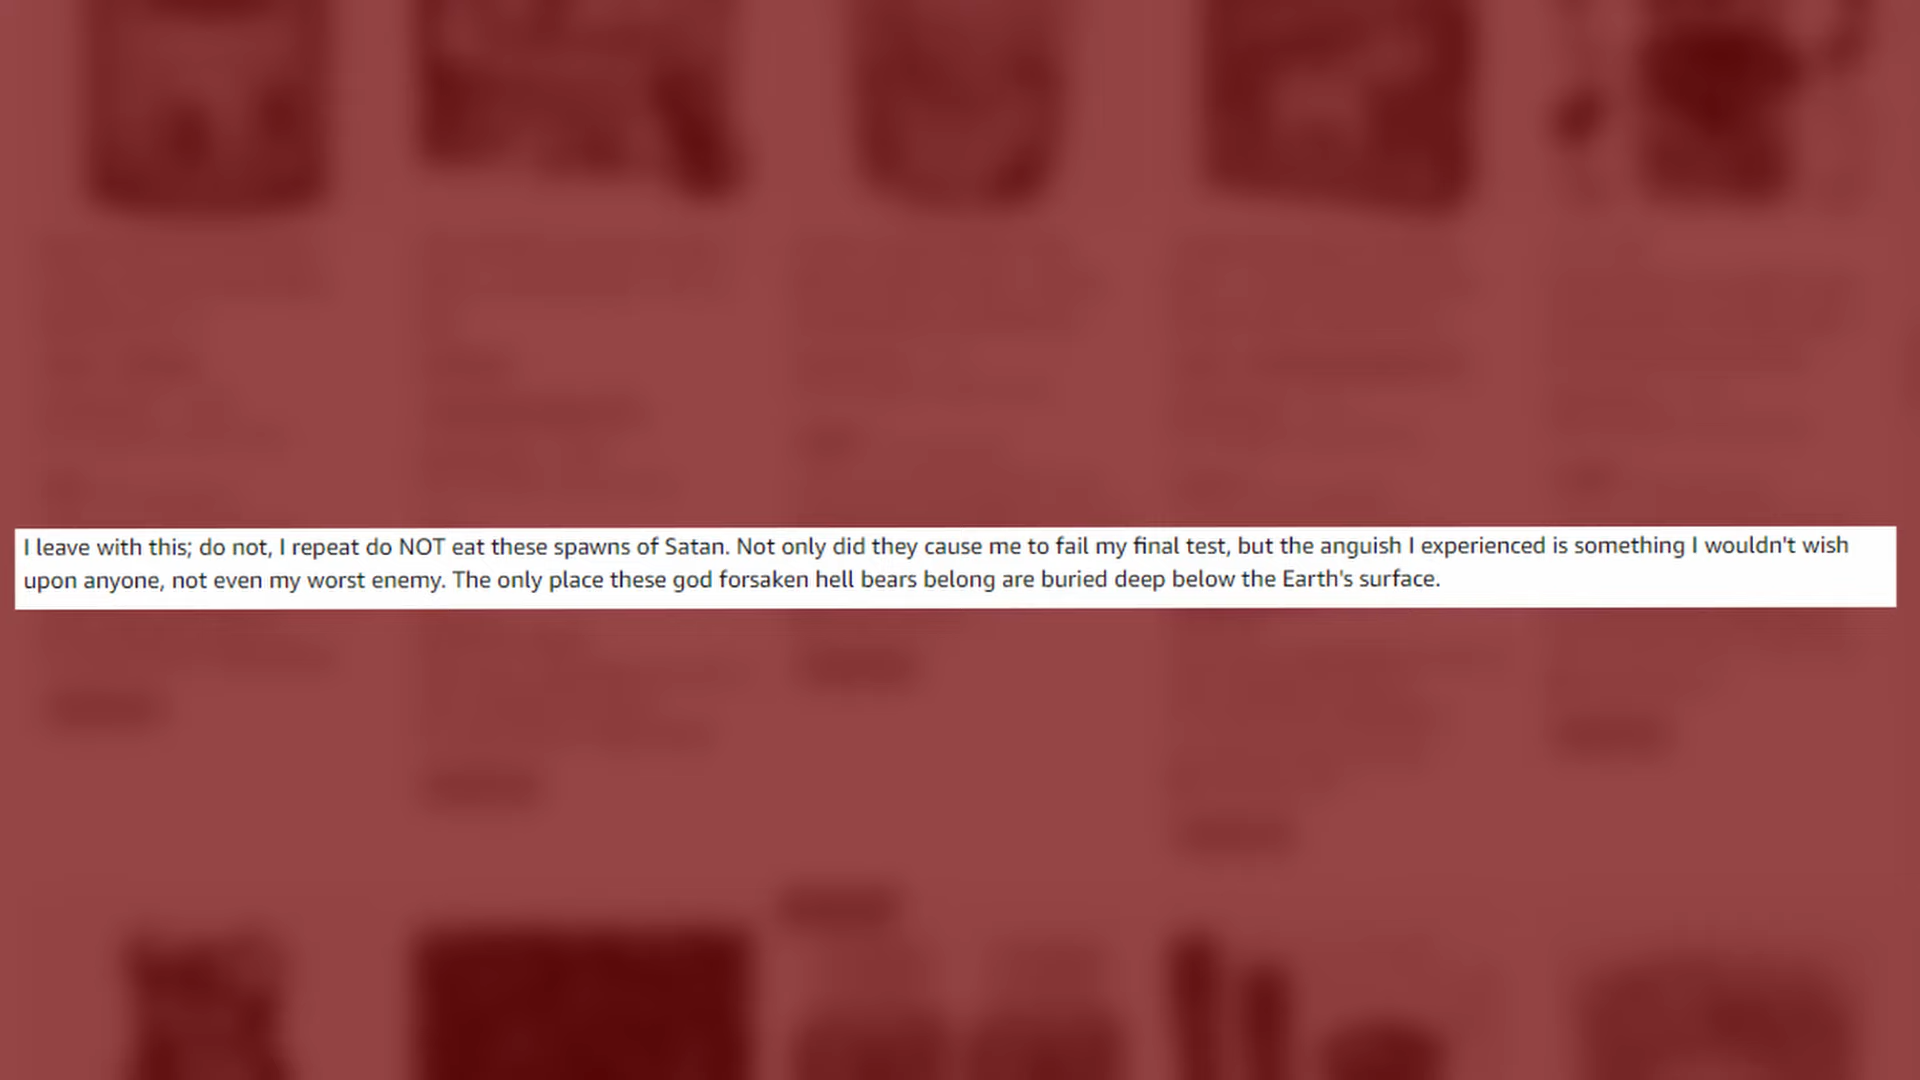 I leave with this; do not, I repeat do NOT eat these spawns of Satan. Not only did they cause me to fail my final test, but the anguish I experienced is something I wouldn't wish
upon anyone, not even my worst enemy. The only place these god forsaken hell bears belong are buried deep below the Earth's surface.